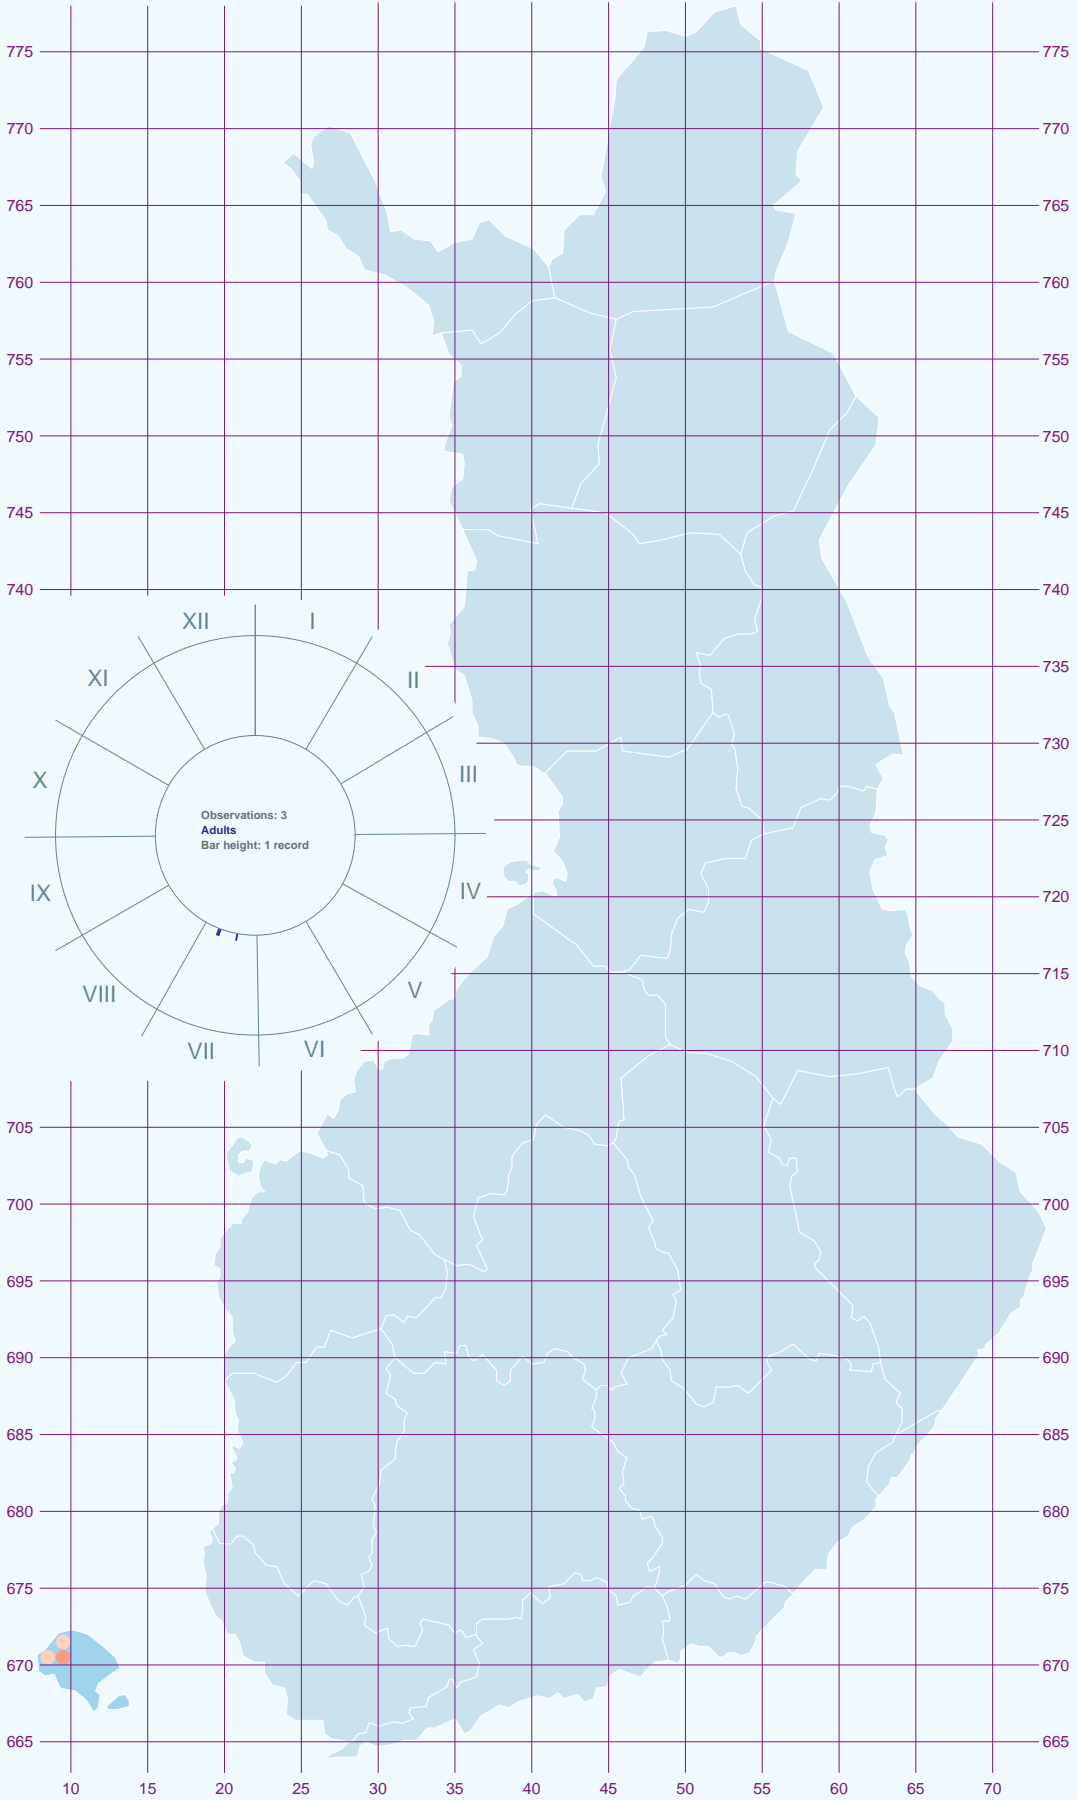 775 775
770 770
765 765
760 760
755 755
750 750
745 745
740 740
XII I
XI II
735
730
X III
Observations: 3
Adults
Bar height: 1 record
725
IX IV
720
VIII V
715
VII VI
710
705 705
700 700
695 695
690 690
685 685
680 680
675 675
670 670
665 665
10 15 20 25 30 35 40 45 50 55 60 65 70